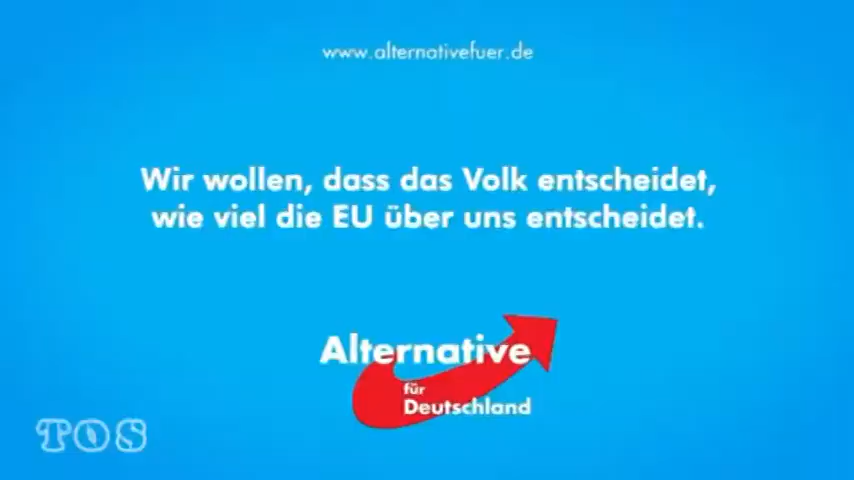 www.alternativefuer.de
Wir wollen, dass das Volk entscheidet,
wie viel die EU über uns entscheidet.
Alternative
für
Deutschland
TOS